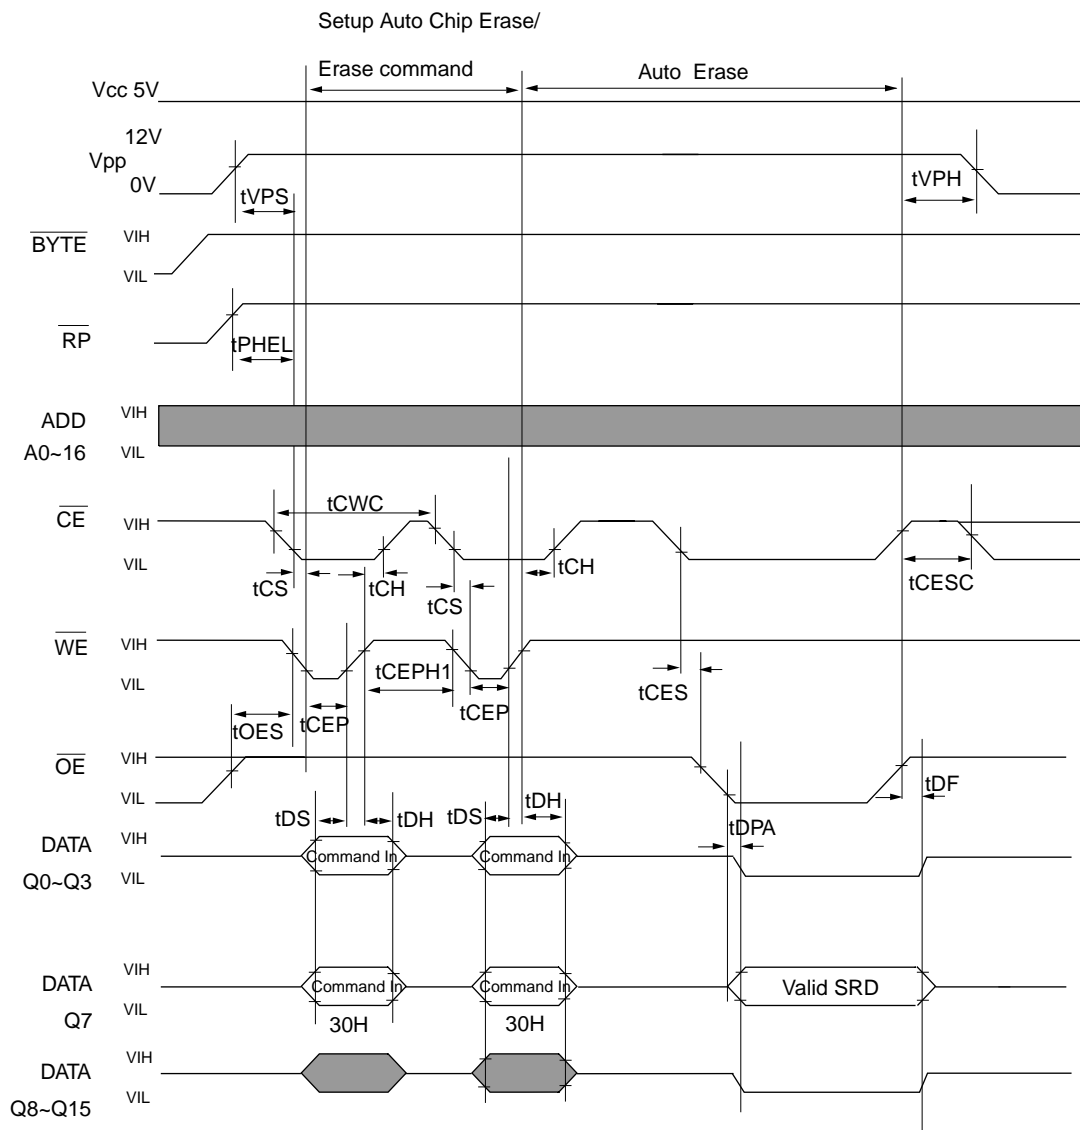 Setup Auto Chip Erase/
Erase command
Auto Erase
Vcc 5V
12V
Vpp
0V
tVPS
tVPH
BYTE
VIH
VIL
RP
tPHEL
ADD
VIH
A0~16
VIL
CE
VIH
tCWC
VIL
tCS
tCH
tCS
tCH
tCESC
WE
VIH
VIL
tCEPH1
tCES
tOES
tCEP
tCEP
OE
VIH
VIL
tDF
tDS
tDH
tDS
tDH
tDPA
DATA
VIH
Command In
Command In
Q0~Q3
VIL
DATA
VIH
Command In
Command In
Valid SRD
Q7
VIL
30H
30H
DATA
VIH
VIL
Q8~Q15